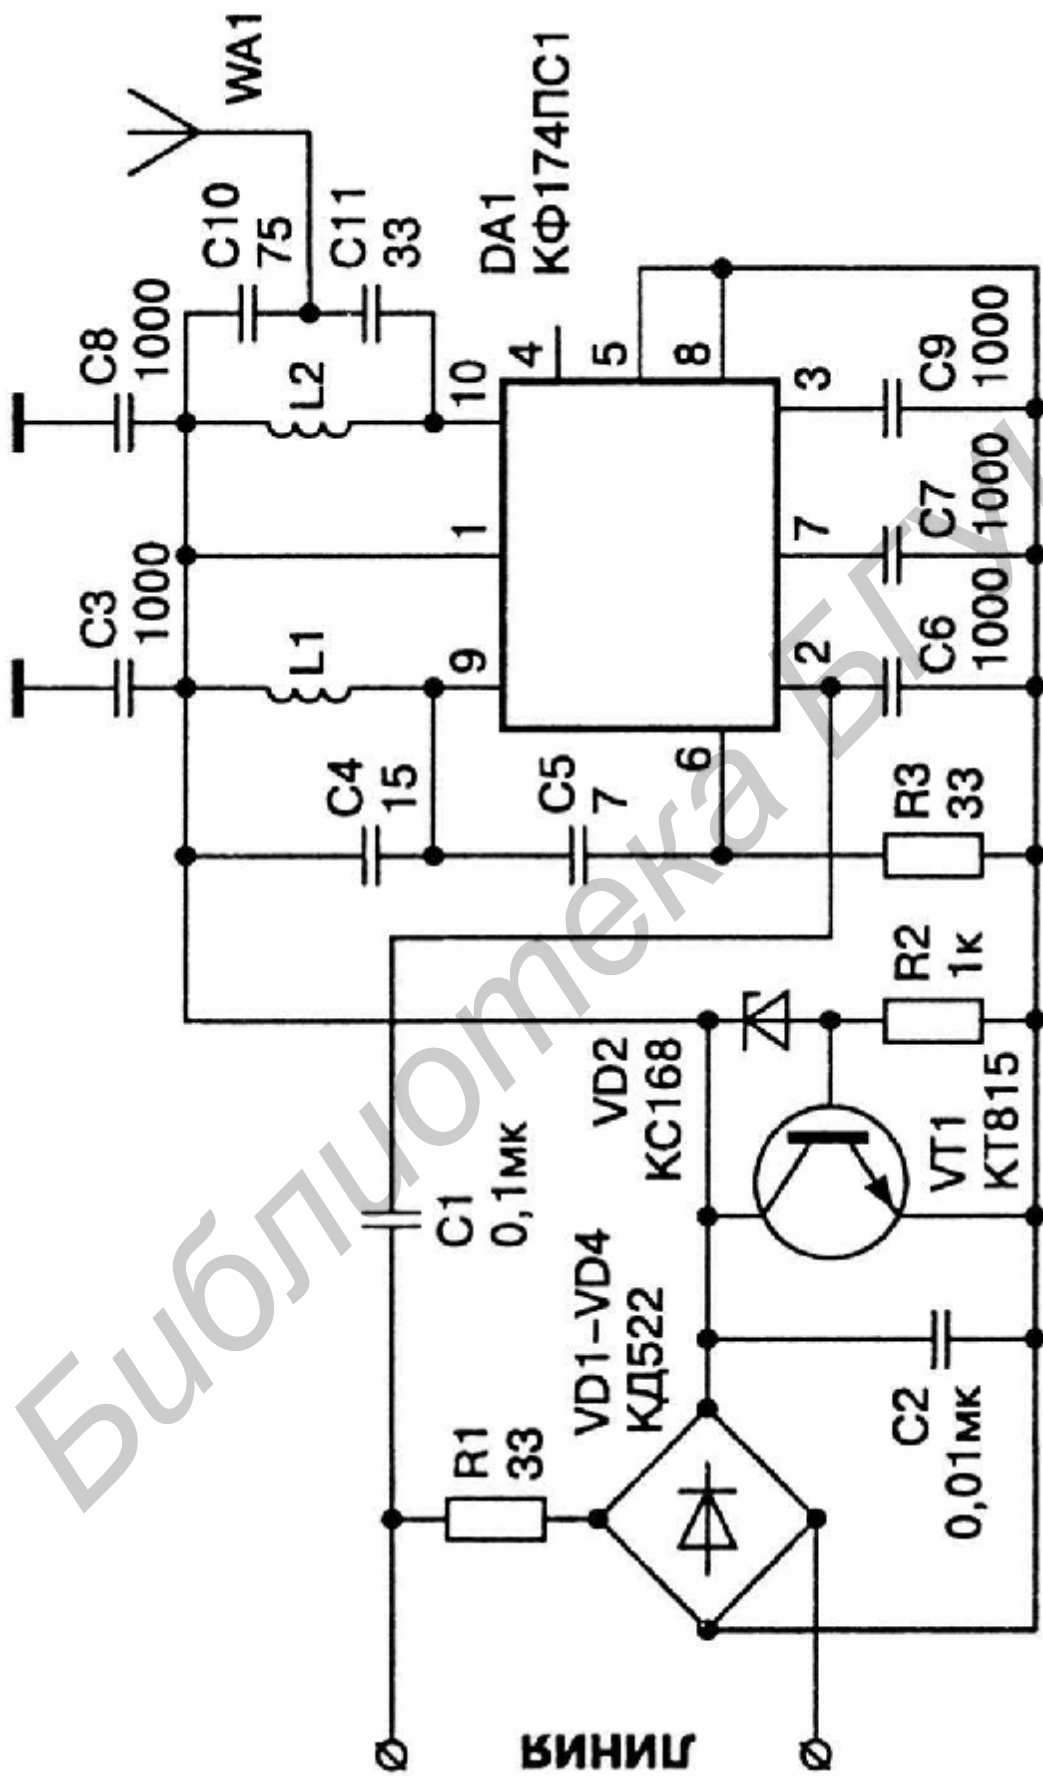 ЛИНИЯ
R1
33
C1
0,1мк
VD1–VD4
КД522
C2
0,01мк
VD2
КС168
VT1
КТ815
R2
1к
R3
33
C3
1000
C4
15
C5
7
L1
9
1
6
2
7
3
C6
1000
C7
1000
C9
1000
C8
1000
L2
10
4
5
8
DA1
КФ174ПС1
C10
75
C11
33
WA1
Библиотека БГУ